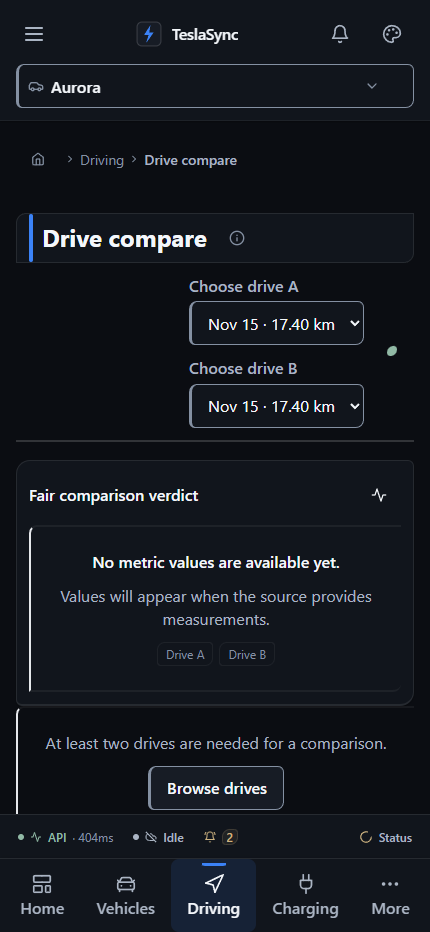 TeslaSync
Aurora
Driving
Drive compare
Drive compare
Choose drive A
Nov 15 · 17.40 km
Choose drive B
Nov 15 · 17.40 km
Fair comparison verdict
No metric values are available yet.
Values will appear when the source provides
measurements.
Drive A
Drive B
At least two drives are needed for a comparison.
Browse drives
API · 404ms
Idle
2
Status
Home
Vehicles
Driving
Charging
More